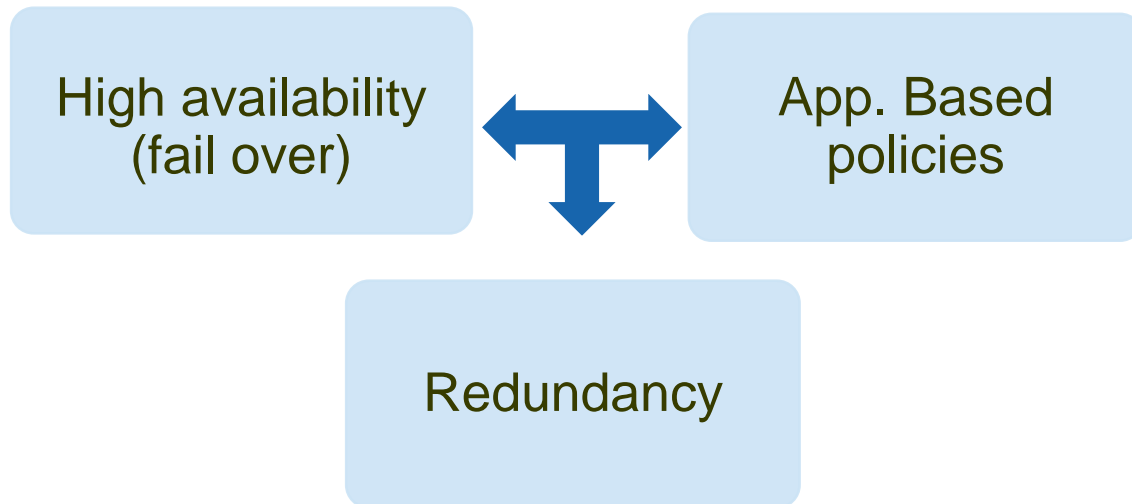 High availability
(fail over)
App. Based
policies
Redundancy